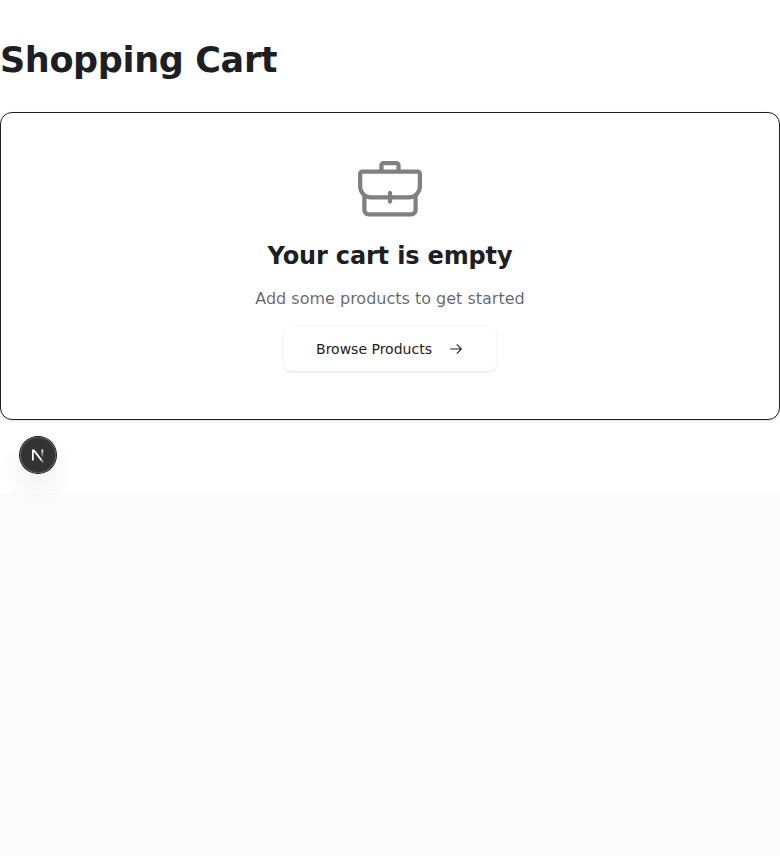 Shopping Cart
Your cart is empty
Add some products to get started
Browse Products
N